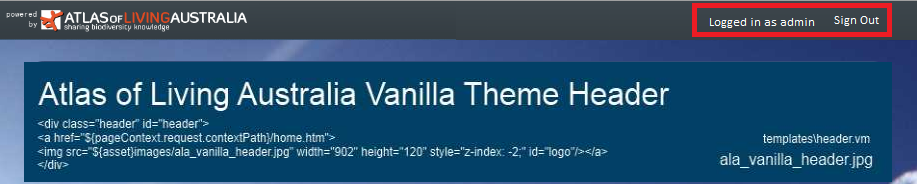 powered by
ATLAS OF LIVING AUSTRALIA
sharing biodiversity knowledge
Logged in as admin Sign Out
Atlas of Living Australia Vanilla Theme Header
<div class="header" id="header">
<a href="${pageContext.request.contextPath}/home.htm">
<img src="${asset}images/ala_vanilla_header.jpg" width="902" height="120" style="z-index: -2;" id="logo"/></a>
</div>
templates\header.vm
ala_vanilla_header.jpg